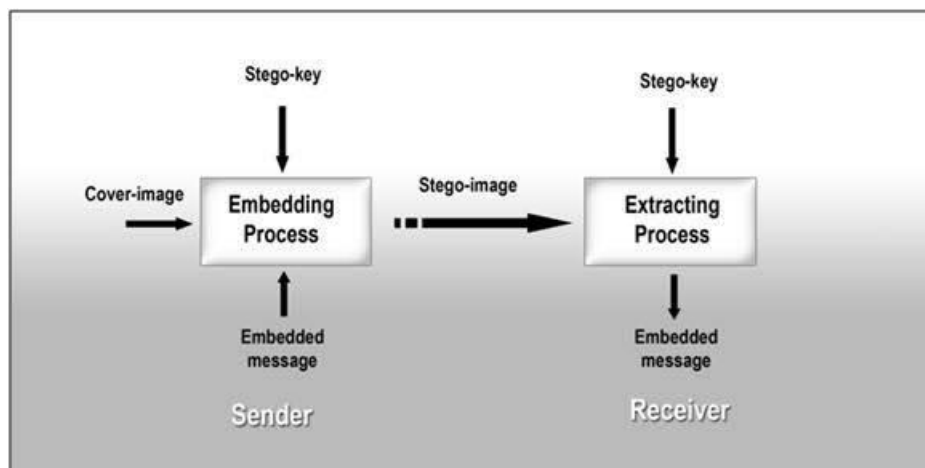 Stego-key
Stego-key
Cover-image
Embedding
Process
Stego-image
Extracting
Process
Embedded
message
Embedded
message
Sender
Receiver